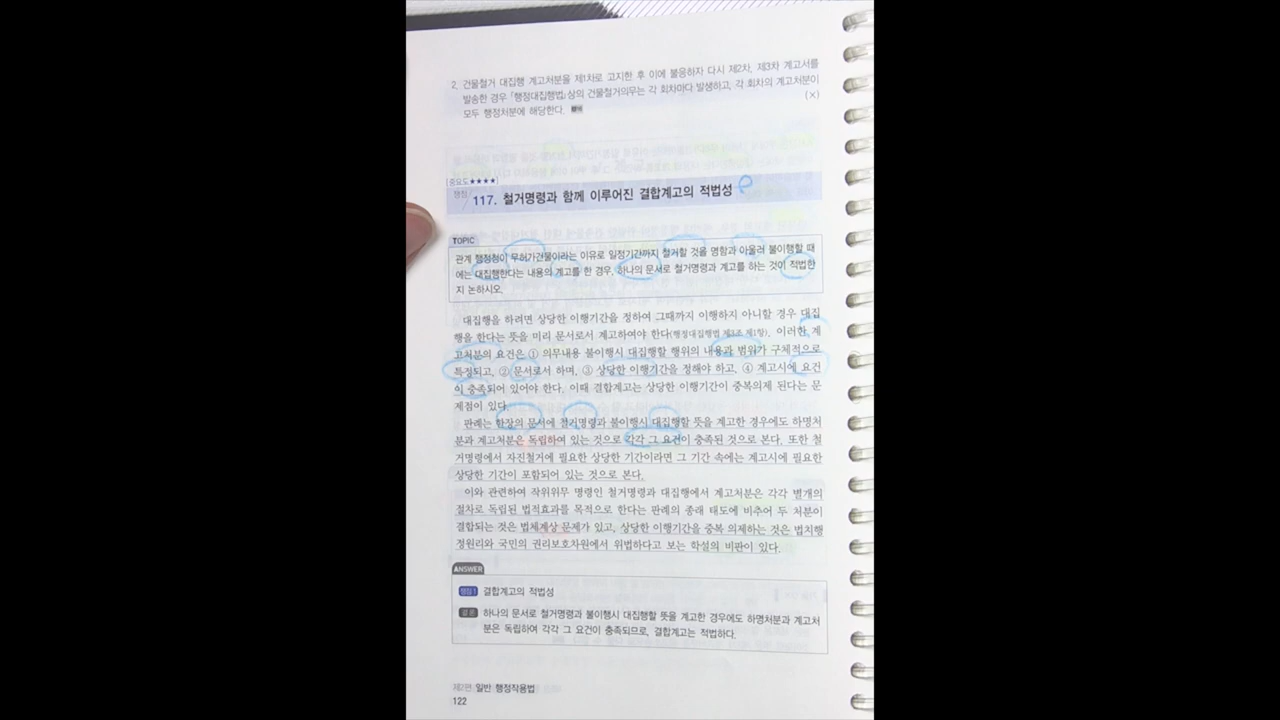 2. 건물철거 대집행 계고처분을 제1차로 고지한 후 이에 불응하자 다시 제2차, 제3차 계고서를
발송한 경우 「행정대집행법」상의 건물철거의무는 각 회차마다 발생하고, 각 회차의 계고처분이
모두 행정처분에 해당한다. (×)
중요도 ★★★★
쟁점 117. 철거명령과 함께 이루어진 결합계고의 적법성 e
TOPIC
관계 행정청이 무허가건물이라는 이유로 일정기간까지 철거할 것을 명함과 아울러 불이행할 때
에는 대집행한다는 내용의 계고를 한 경우, 하나의 문서로 철거명령과 계고를 하는 것이 적법한
지 논하시오.
대집행을 하려면 상당한 이행기간을 정하여 그때까지 이행하지 아니할 경우 대집
행을 한다는 뜻을 미리 문서로서 계고하여야 한다(행정대집행법 제3조 제1항). 이러한 계
고처분의 요건은 ① 의무내용 불이행시 대집행할 행위의 내용과 범위가 구체적으로
특정되고, ② 문서로서 하며, ③ 상당한 이행기간을 정해야 하고, ④ 계고시에 요건
이 충족되어 있어야 한다. 이때 결합계고는 상당한 이행기간이 중복의제 된다는 문
제점이 있다.
판례는 한장의 문서에 철거명령과 불이행시 대집행할 뜻을 계고한 경우에도 하명처
분과 계고처분은 독립하여 있는 것으로 각각 그 요건이 충족된 것으로 본다. 또한 철
거명령에서 자진철거에 필요한 상당한 기간이라면 그 기간 속에는 계고시에 필요한
상당한 기간이 포함되어 있는 것으로 본다.
이와 관련하여 작위위무 명령인 철거명령과 대집행에서 계고처분은 각각 별개의
절차로 독립된 법적효과를 목적으로 한다는 판례의 종래 태도에 비추어 두 처분이
결합되는 것은 법체계상 문제가 있고, 상당한 이행기간을 중복 의제하는 것은 법치행
정원리와 국민의 권리보호차원에서 위법하다고 보는 학설의 비판이 있다.
ANSWER
쟁점 1 결합계고의 적법성
결론 하나의 문서로 철거명령과 불이행시 대집행할 뜻을 계고한 경우에도 하명처분과 계고처
분은 독립하여 각각 그 요건이 충족되므로, 결합계고는 적법하다.
제2편 일반 행정작용법
122